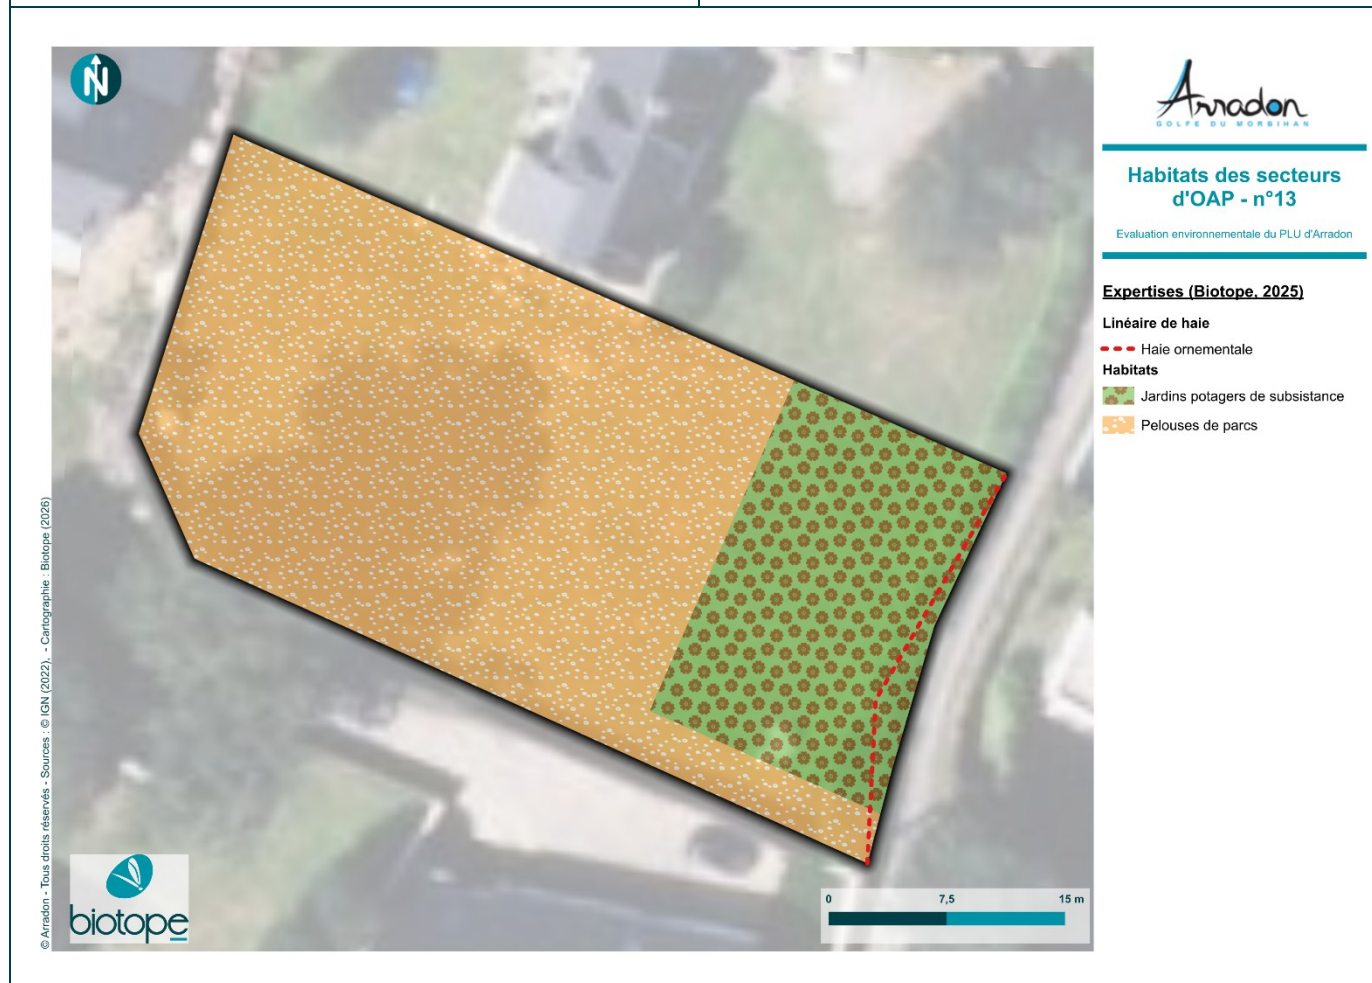 N
Arradon
GOLFE DU MORBIHAN
Habitats des secteurs
d'OAP - n°13
Evaluation environnementale du PLU d'Arradon
Expertises (Biotope, 2025)
Linéaire de haie
Haie ornementale
Habitats
Jardins potagers de subsistance
Pelouses de parcs
© Arradon - Tous droits réservés - Sources : © IGN (2022). - Cartographie : Biotope (2026)
biotope
0 7,5 15 m